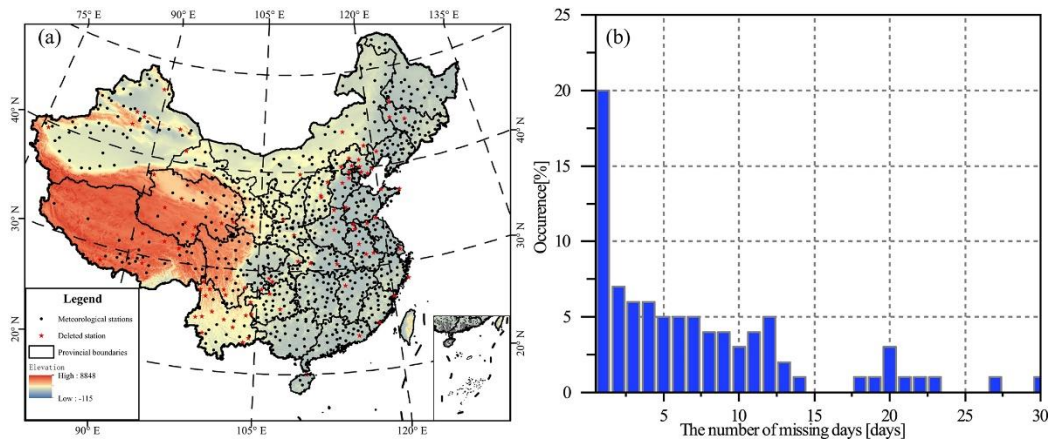 75° E 90° E 105° E 120° E 135° E
(a)
40° N
30° N
20° N
40° N
30° N
20° N
Legend
Meteorological stations
Deleted station
Provincial boundaries
Elevation
High : 8848
Low : -115
90° E 105° E 120° E
(b)
25
20
15
10
5
0
Occurence[%]
5 10 15 20 25 30
The number of missing days [days]